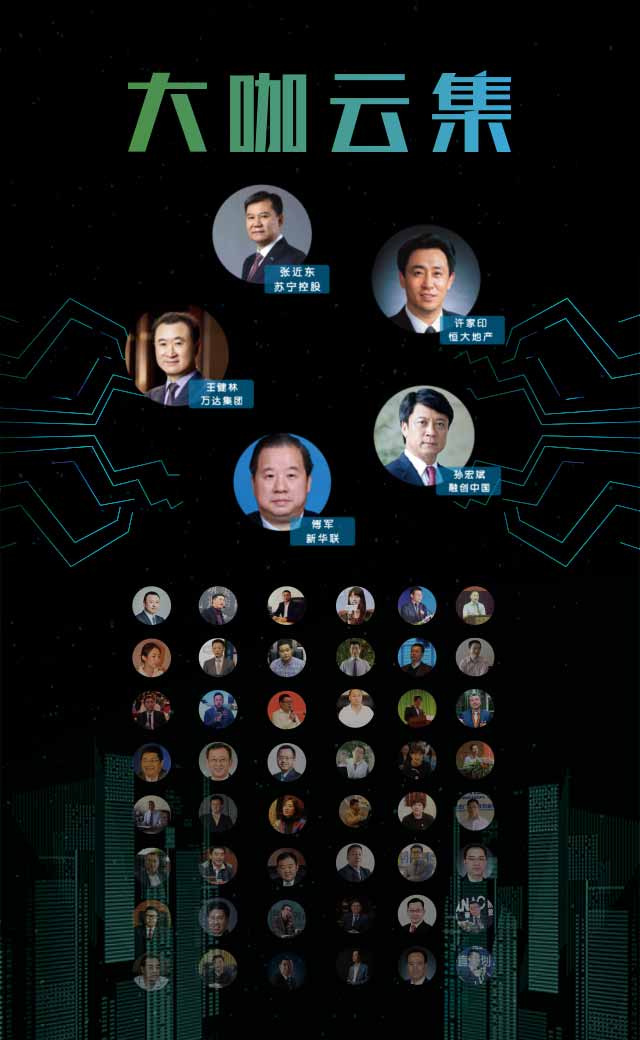 大咖云集
张近东
苏宁控股
许家印
恒大地产
王健林
万达集团
孙宏斌
融创中国
傅军
新华联